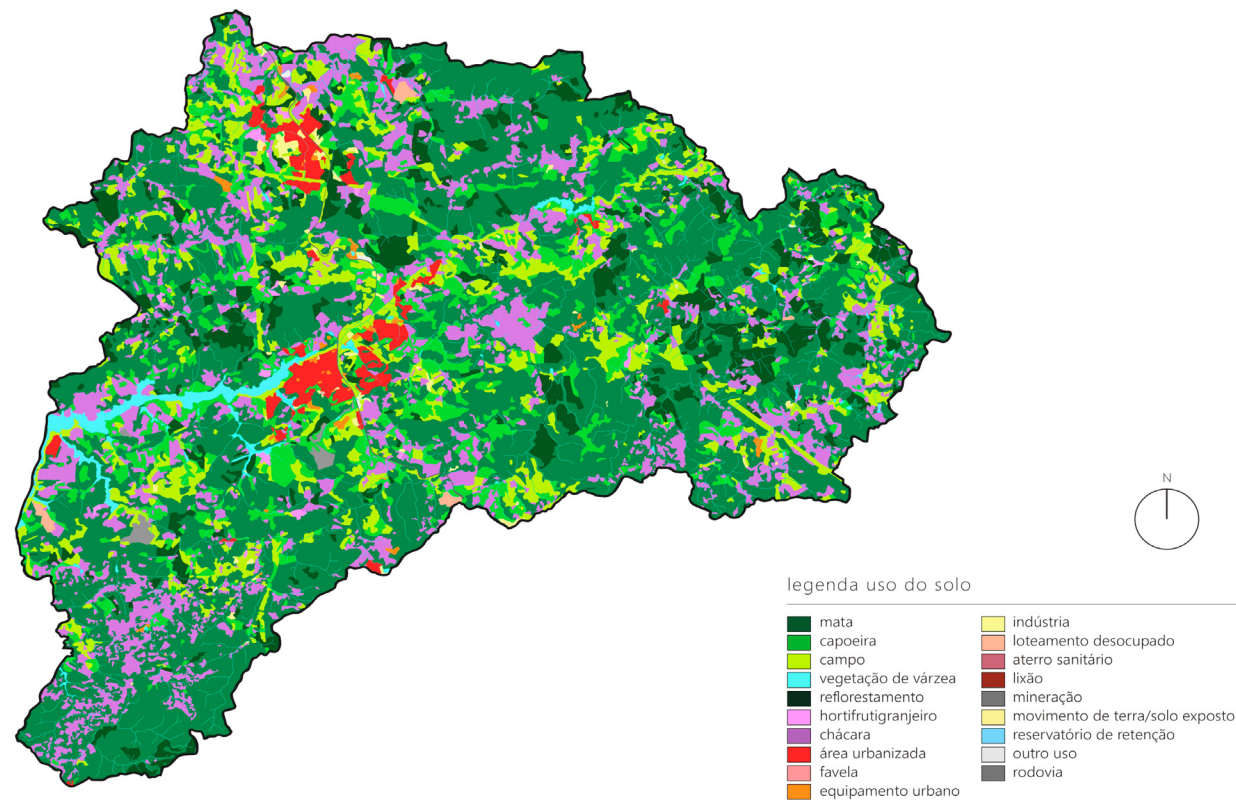 N
legenda uso do solo
mata
capoeira
campo
vegetação de várzea
reflorestamento
hortifrutigranjeiro
chácara
área urbanizada
favela
equipamento urbano
indústria
loteamento desocupado
aterro sanitário
lixão
mineração
movimento de terra/solo exposto
reservatório de retenção
outro uso
rodovia